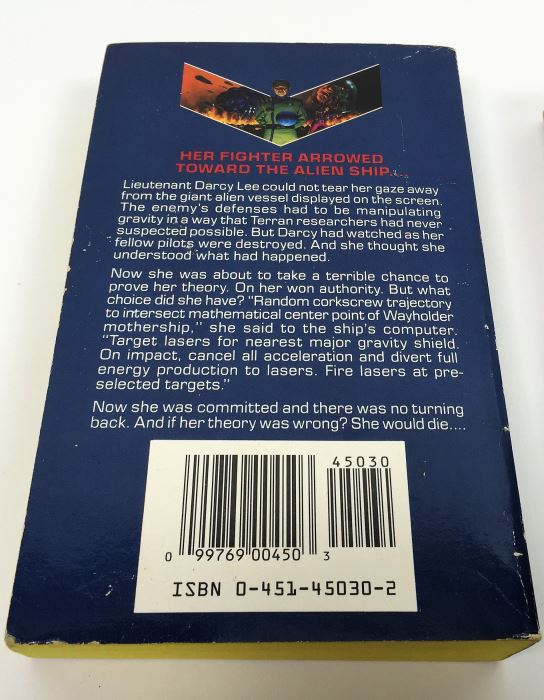 HER FIGHTER ARROWED
TOWARD THE ALIEN SHIP...
Lieutenant Darcy Lee could not tear her gaze away
from the giant alien vessel displayed on the screen.
The enemy's defenses had to be manipulating
gravity in a way that Terran researchers had never
suspected possible. But Darcy had watched as her
fellow pilots were destroyed. And she thought she
understood what had happened.
Now she was about to take a terrible chance to
prove her theory. On her won authority. But what
choice did she have? "Random corkscrew trajectory
to intersect mathematical center point of Wayholder
mothership," she said to the ship's computer.
"Target lasers for nearest major gravity shield.
On impact, cancel all acceleration and divert full
energy production to lasers. Fire lasers at pre-
selected targets."
Now she was committed and there was no turning
back. And if her theory was wrong? She would die....
45030
0 99769 00450 3
ISBN 0-451-45030-2